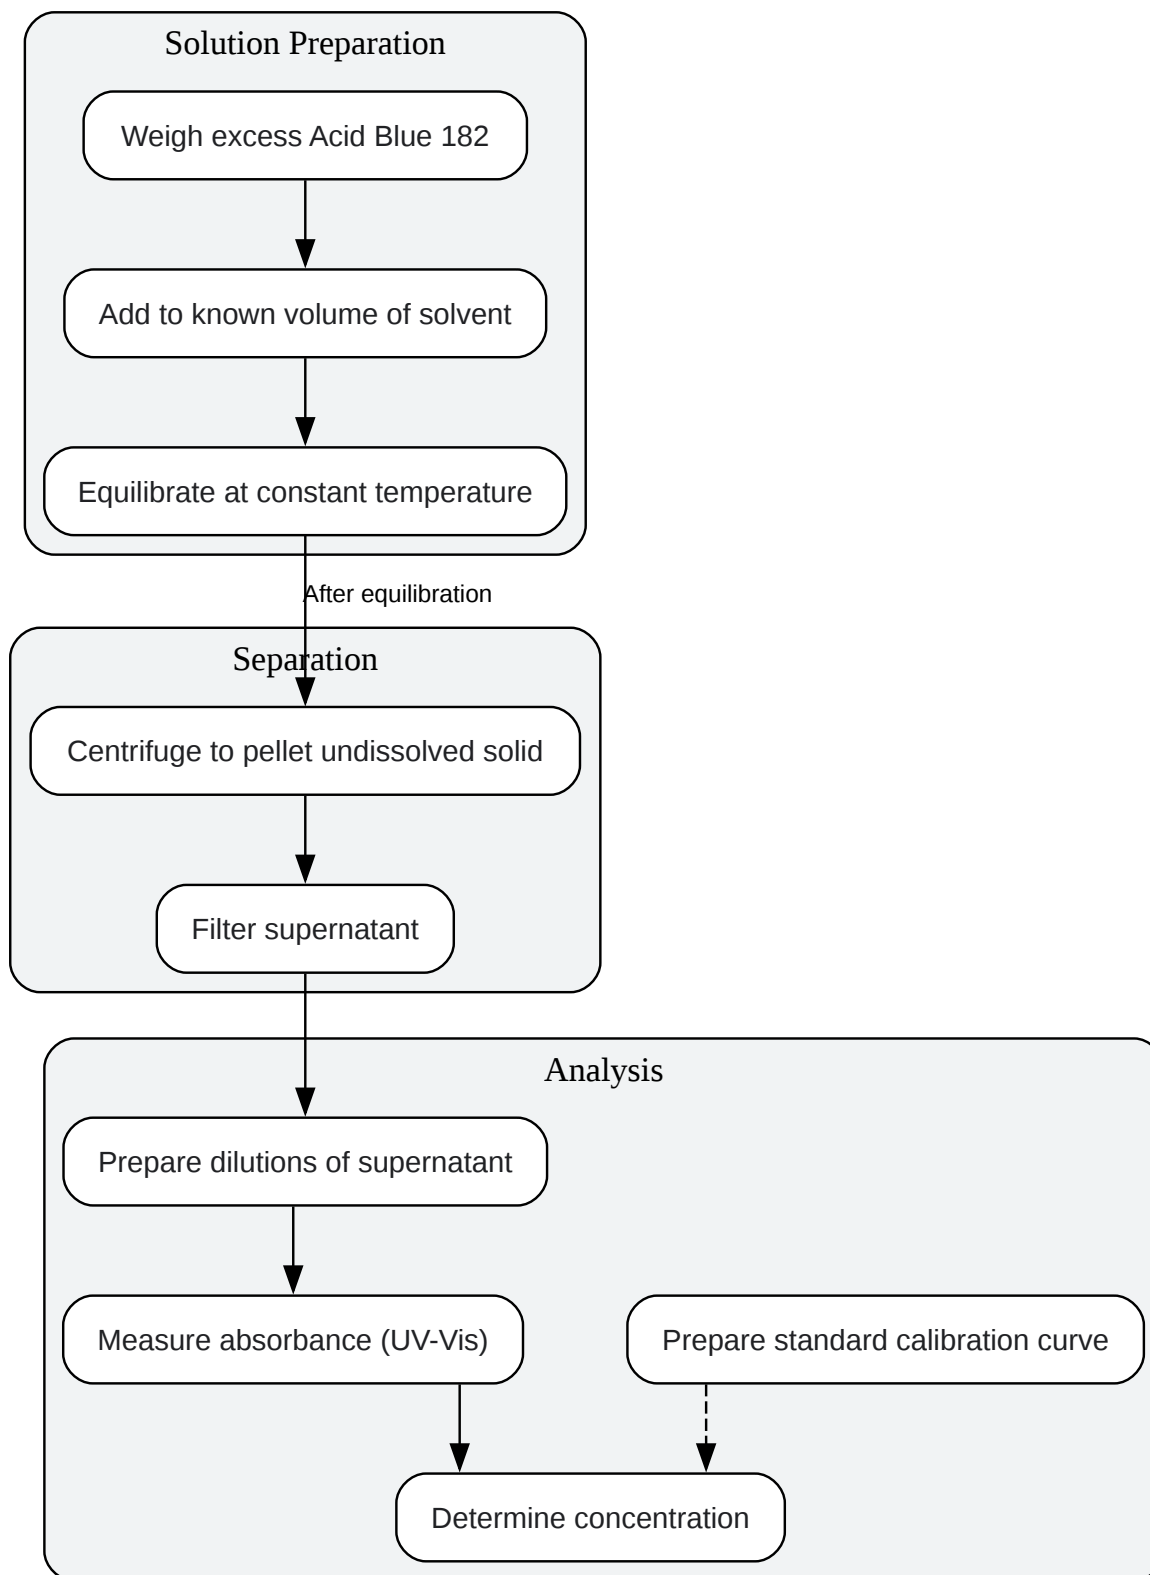 Solution Preparation
Weigh excess Acid Blue 182
Add to known volume of solvent
Equilibrate at constant temperature
After equilibration
Separation
Centrifuge to pellet undissolved solid
Filter supernatant
Analysis
Prepare dilutions of supernatant
Measure absorbance (UV-Vis)
Prepare standard calibration curve
Determine concentration